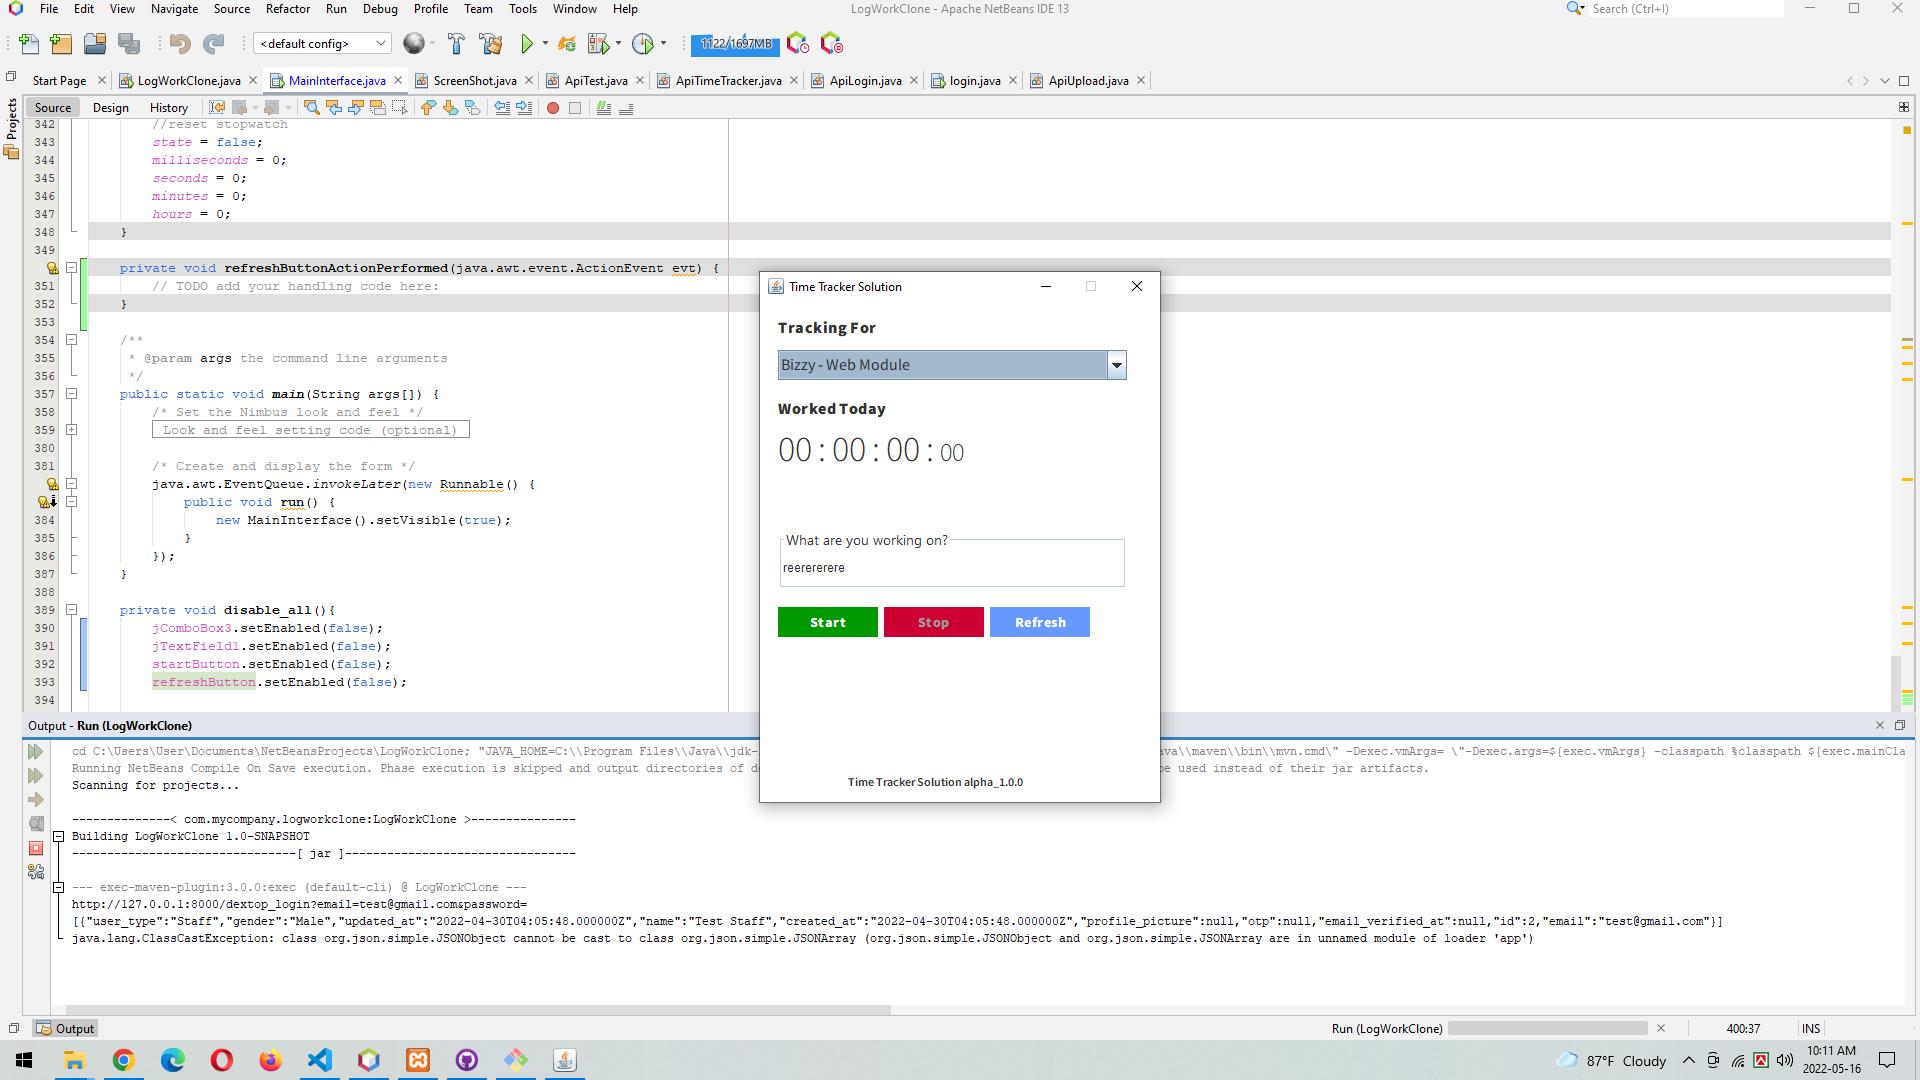 File Edit View Navigate Source Refactor Run Debug Profile Team Tools Window Help
LogWorkClone - Apache NetBeans IDE 13
Search (Ctrl+I)
<default config>
1122/1697MB
Start Page
LogWorkClone.java
MainInterface.java
ScreenShot.java
ApiTest.java
ApiTimeTracker.java
ApiLogin.java
login.java
ApiUpload.java
Projects
Source Design History
342 //reset stopwatch
343 state = false;
344 milliseconds = 0;
345 seconds = 0;
346 minutes = 0;
347 hours = 0;
348 }
349
private void refreshButtonActionPerformed(java.awt.event.ActionEvent evt) {
351 // TODO add your handling code here:
352 }
353
354 /**
355 * @param args the command line arguments
356 */
357 public static void main(String args[]) {
358 /* Set the Nimbus look and feel */
359 Look and feel setting code (optional)
380
381 /* Create and display the form */
java.awt.EventQueue.invokeLater(new Runnable() {
public void run() {
384 new MainInterface().setVisible(true);
385 }
386 });
387 }
388
389 private void disable_all(){
390 jComboBox3.setEnabled(false);
391 jTextField1.setEnabled(false);
392 startButton.setEnabled(false);
393 refreshButton.setEnabled(false);
394
Time Tracker Solution
Tracking For
Bizzy - Web Module
Worked Today
00 : 00 : 00 : 00
What are you working on?
reerererere
Start Stop Refresh
Time Tracker Solution alpha_1.0.0
Output - Run (LogWorkClone)
cd C:\Users\User\Documents\NetBeansProjects\LogWorkClone; "JAVA_HOME=C:\\Program Files\\Java\\jdk- ava\\maven\\bin\\mvn.cmd\" -Dexec.vmArgs= \"-Dexec.args=${exec.vmArgs} -classpath %classpath ${exec.mainCla
Running NetBeans Compile On Save execution. Phase execution is skipped and output directories of de be used instead of their jar artifacts.
Scanning for projects...
--------------< com.mycompany.logworkclone:LogWorkClone >---------------
Building LogWorkClone 1.0-SNAPSHOT
--------------------------------[ jar ]---------------------------------
--- exec-maven-plugin:3.0.0:exec (default-cli) @ LogWorkClone ---
http://127.0.0.1:8000/dextop_login?email=test@gmail.com&password=
[{"user_type":"Staff","gender":"Male","updated_at":"2022-04-30T04:05:48.000000Z","name":"Test Staff","created_at":"2022-04-30T04:05:48.000000Z","profile_picture":null,"otp":null,"email_verified_at":null,"id":2,"email":"test@gmail.com"}]
java.lang.ClassCastException: class org.json.simple.JSONObject cannot be cast to class org.json.simple.JSONArray (org.json.simple.JSONObject and org.json.simple.JSONArray are in unnamed module of loader 'app')
Output
Run (LogWorkClone)
400:37
INS
87°F Cloudy
10:11 AM
2022-05-16